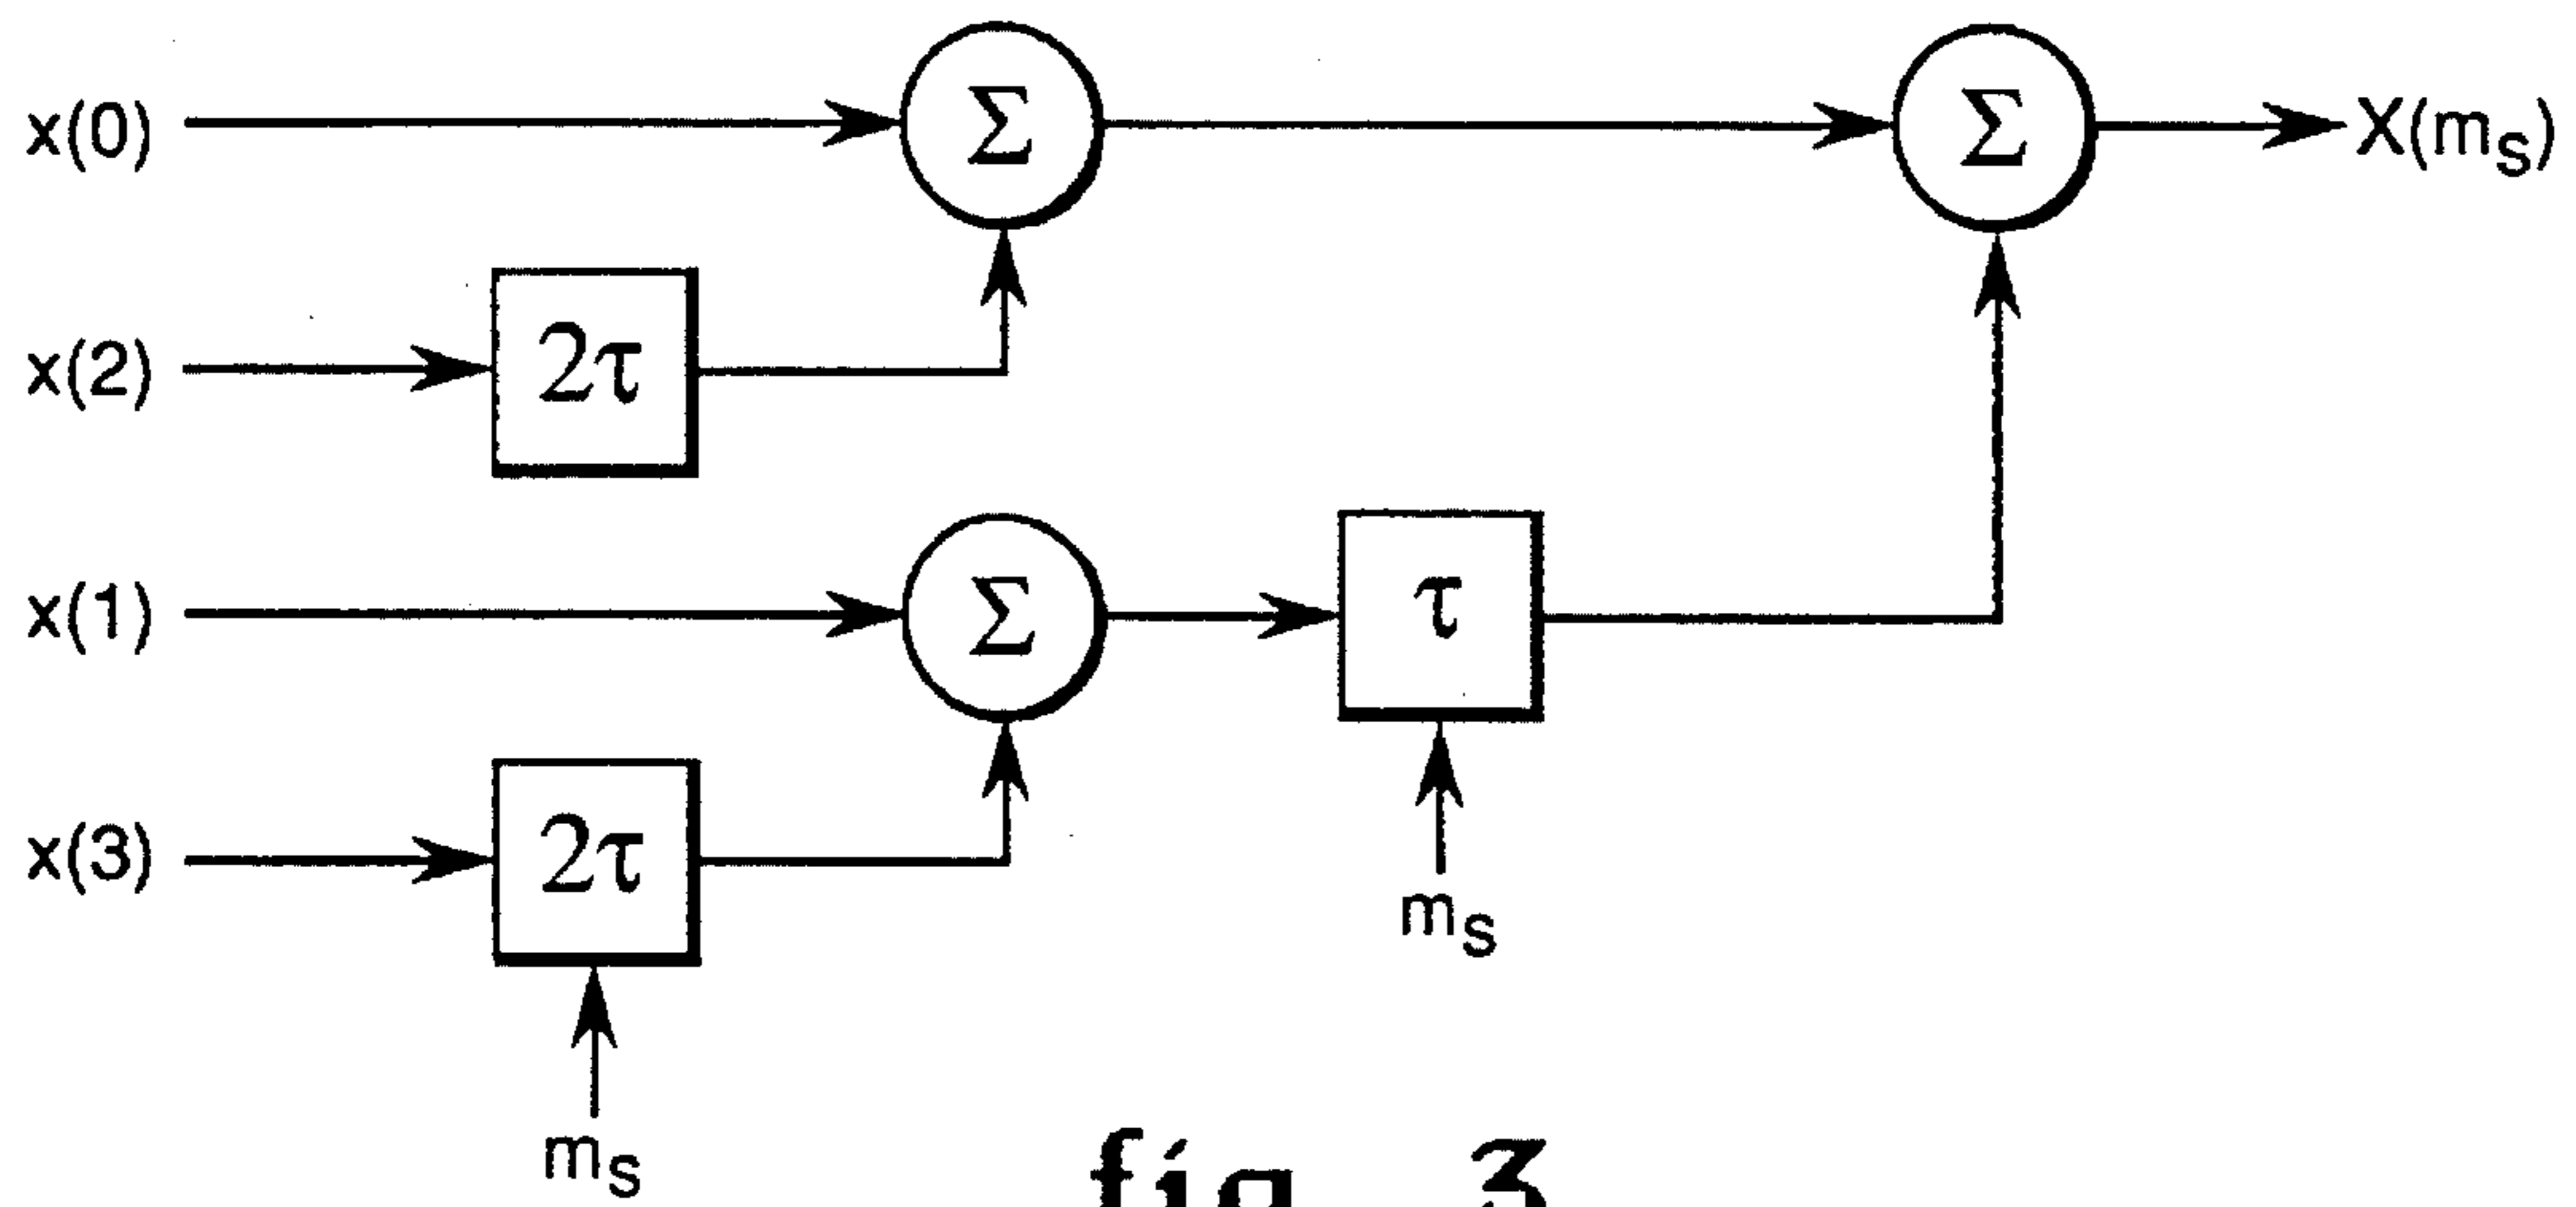 x(0) Σ Σ X(mₛ)
x(2) 2τ
x(1) Σ τ
x(3) 2τ
mₛ
mₛ
fig. 3